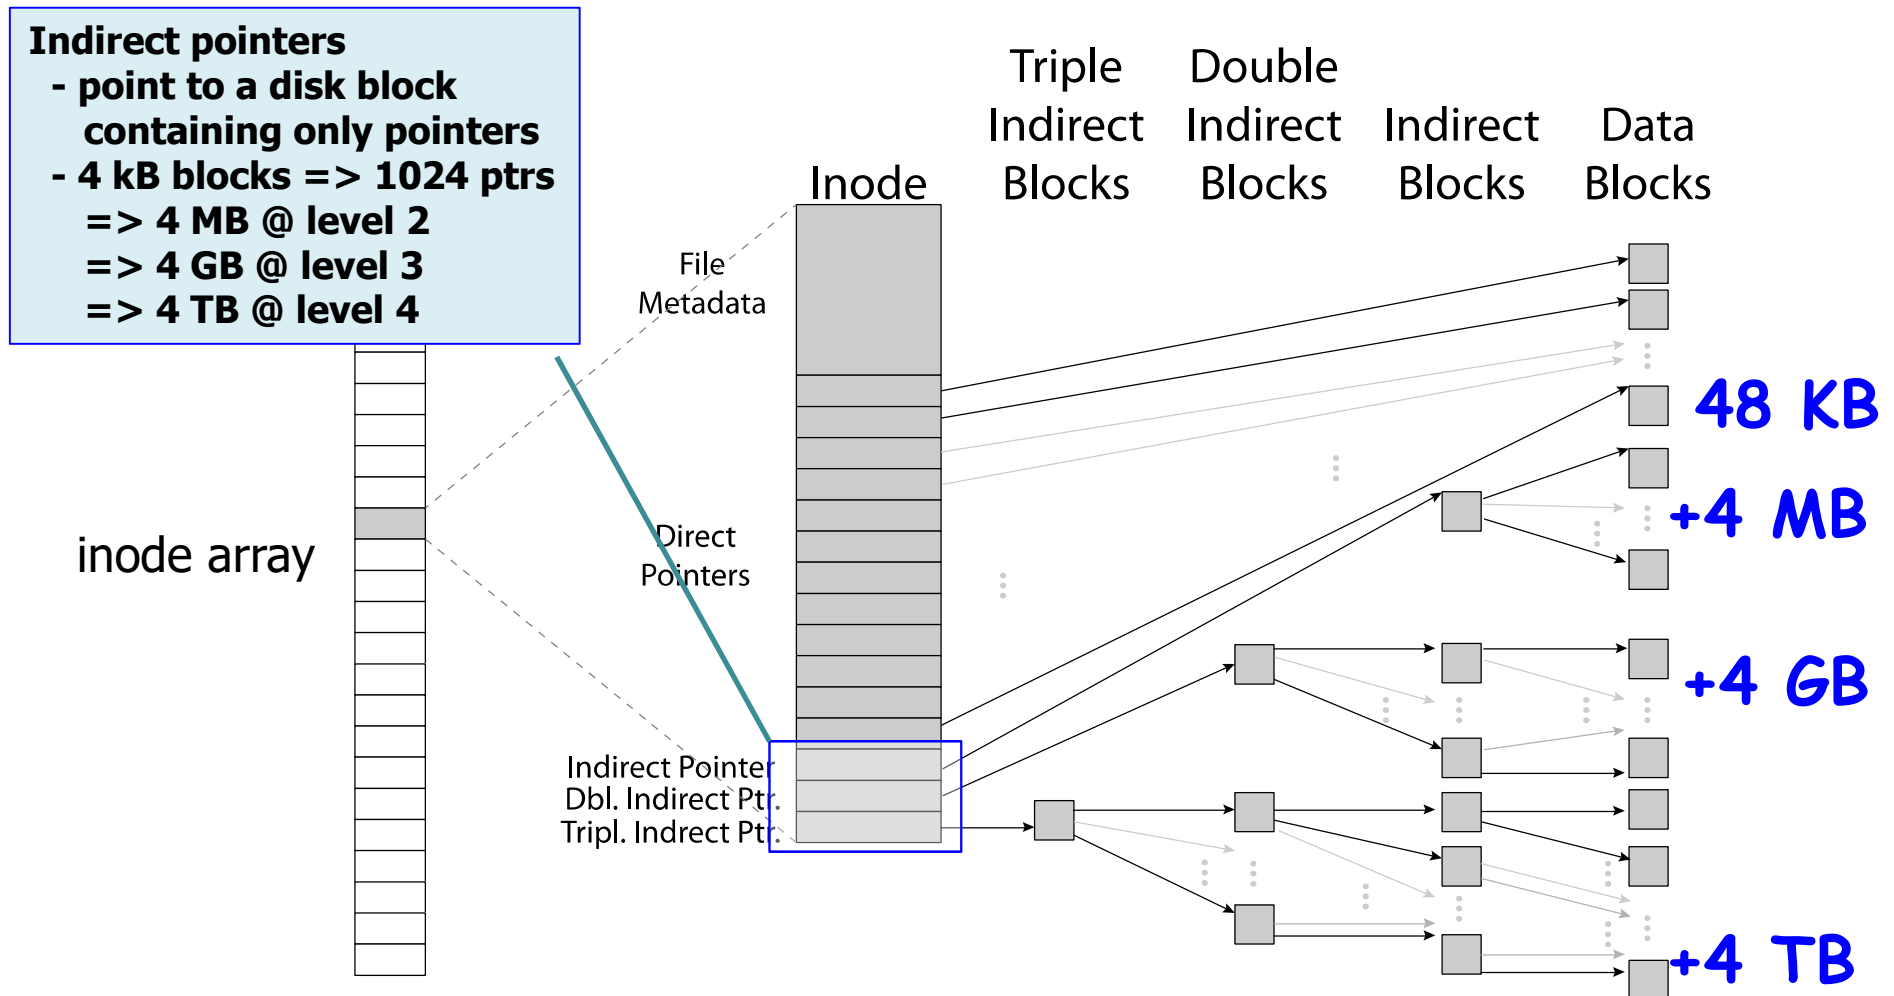 Indirect pointers
- point to a disk block
containing only pointers
- 4 kB blocks => 1024 ptrs
=> 4 MB @ level 2
=> 4 GB @ level 3
=> 4 TB @ level 4
Triple
Indirect
Blocks
Double
Indirect
Blocks
Indirect
Blocks
Data
Blocks
Inode
File
Metadata
48 KB
+4 MB
inode array
Direct
Pointers
+4 GB
Indirect Pointer
Dbl. Indirect Ptr.
Tripl. Indrect Ptr.
+4 TB